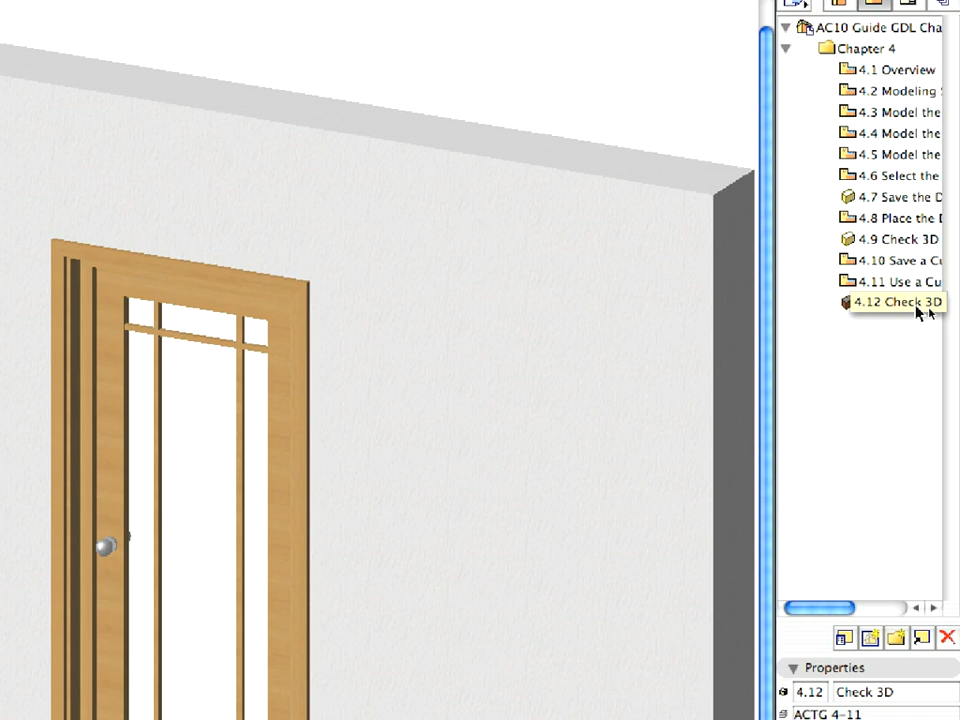 AC10 Guide GDL Cha
Chapter 4
4.1 Overview
4.2 Modeling
4.3 Model the
4.4 Model the
4.5 Model the
4.6 Select the
4.7 Save the D
4.8 Place the
4.9 Check 3D
4.10 Save a Cu
4.11 Use a Cu
4.12 Check 3D
Properties
4.12 Check 3D
ACTG 4-11